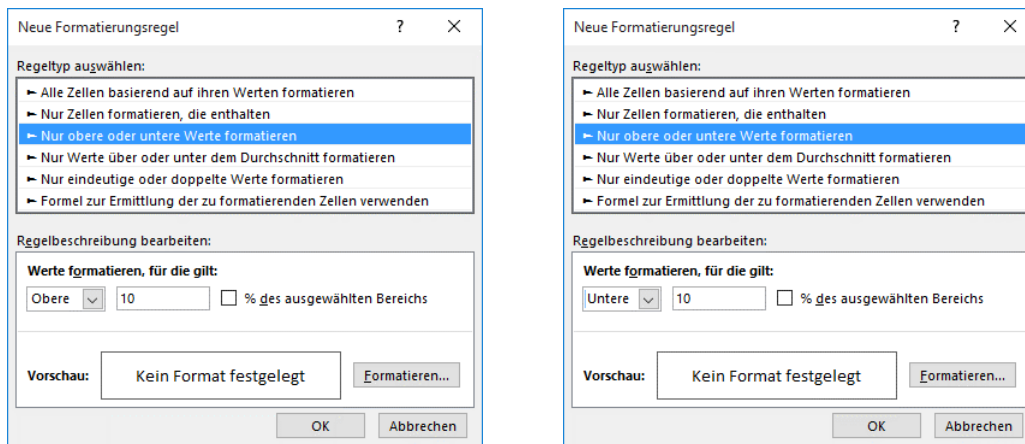 Neue Formatierungsregel ? ×
Regeltyp auswählen:
► Alle Zellen basierend auf ihren Werten formatieren
► Nur Zellen formatieren, die enthalten
► Nur obere oder untere Werte formatieren
► Nur Werte über oder unter dem Durchschnitt formatieren
► Nur eindeutige oder doppelte Werte formatieren
► Formel zur Ermittlung der zu formatierenden Zellen verwenden
Regelbeschreibung bearbeiten:
Werte formatieren, für die gilt:
Obere 10 % des ausgewählten Bereichs
Vorschau: Kein Format festgelegt Formatieren...
OK Abbrechen
Neue Formatierungsregel ? ×
Regeltyp auswählen:
► Alle Zellen basierend auf ihren Werten formatieren
► Nur Zellen formatieren, die enthalten
► Nur obere oder untere Werte formatieren
► Nur Werte über oder unter dem Durchschnitt formatieren
► Nur eindeutige oder doppelte Werte formatieren
► Formel zur Ermittlung der zu formatierenden Zellen verwenden
Regelbeschreibung bearbeiten:
Werte formatieren, für die gilt:
Untere 10 % des ausgewählten Bereichs
Vorschau: Kein Format festgelegt Formatieren...
OK Abbrechen